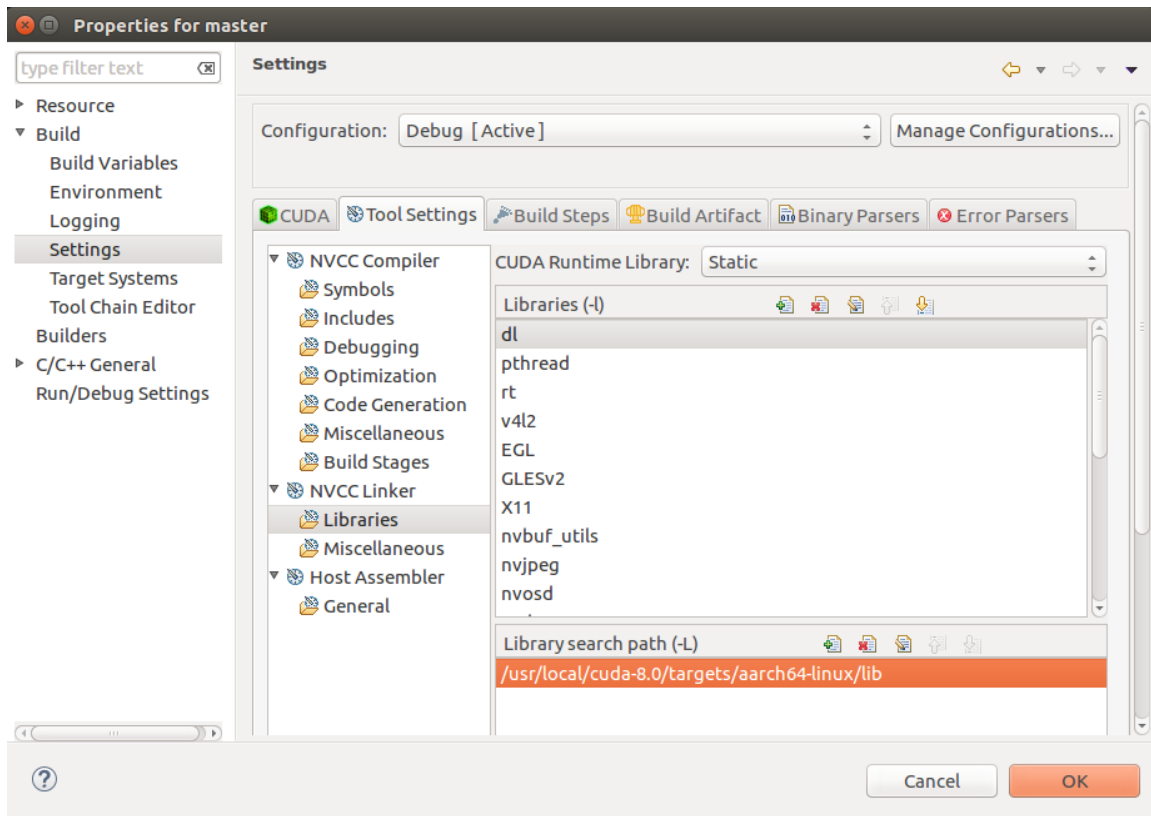 Properties for master
type filter text
Resource
Build
Build Variables
Environment
Logging
Settings
Target Systems
Tool Chain Editor
Builders
C/C++ General
Run/Debug Settings
Settings
Configuration: Debug [Active] Manage Configurations...
CUDA Tool Settings Build Steps Build Artifact Binary Parsers Error Parsers
NVCC Compiler
Symbols
Includes
Debugging
Optimization
Code Generation
Miscellaneous
Build Stages
NVCC Linker
Libraries
Miscellaneous
Host Assembler
General
CUDA Runtime Library: Static
Libraries (-l)
dl
pthread
rt
v4l2
EGL
GLESv2
X11
nvbuf_utils
nvjpeg
nvosd
Library search path (-L)
/usr/local/cuda-8.0/targets/aarch64-linux/lib
Cancel OK